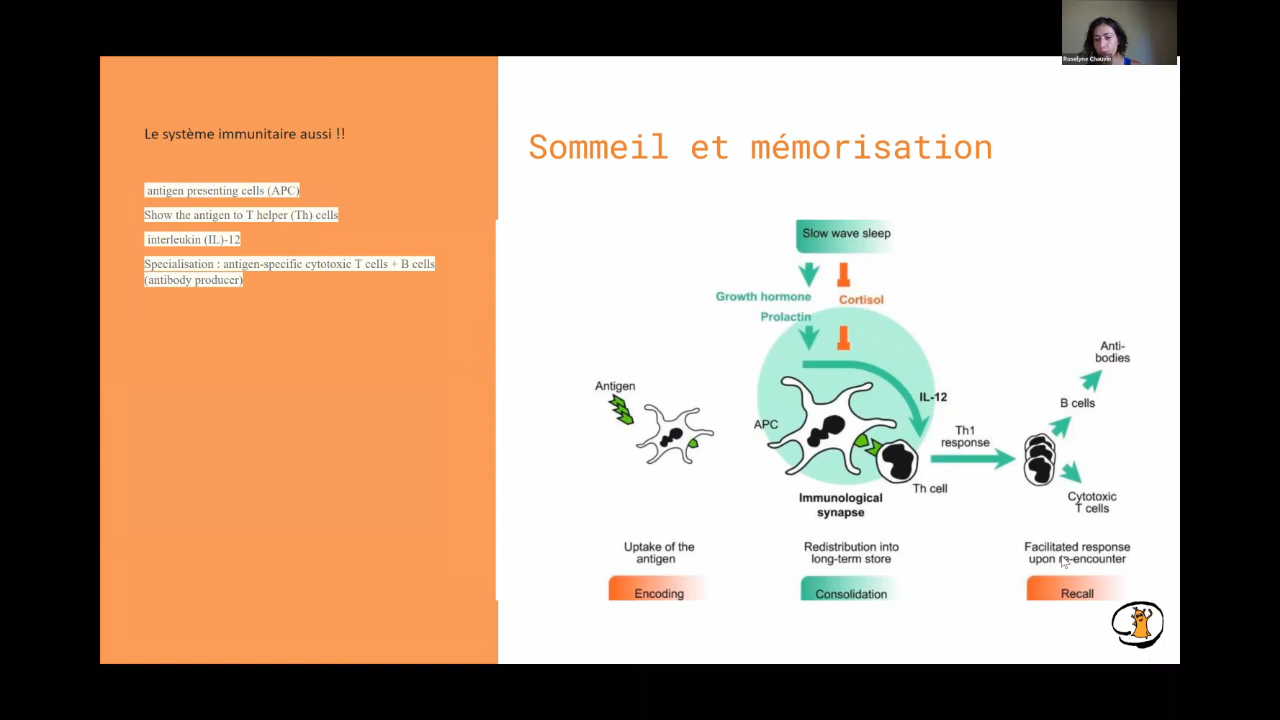 Roselyne Chauvin
Le système immunitaire aussi !!
antigen presenting cells (APC)
Show the antigen to T helper (Th) cells
interleukin (IL)-12
Specialisation : antigen-specific cytotoxic T cells + B cells
(antibody producer)
Sommeil et mémorisation
Slow wave sleep
Growth hormone
Cortisol
Prolactin
Antigen
APC
IL-12
Th cell
Immunological
synapse
Th1
response
Anti-
bodies
B cells
Cytotoxic
T cells
Uptake of the
antigen
Redistribution into
long-term store
Facilitated response
upon re-encounter
Encoding
Consolidation
Recall